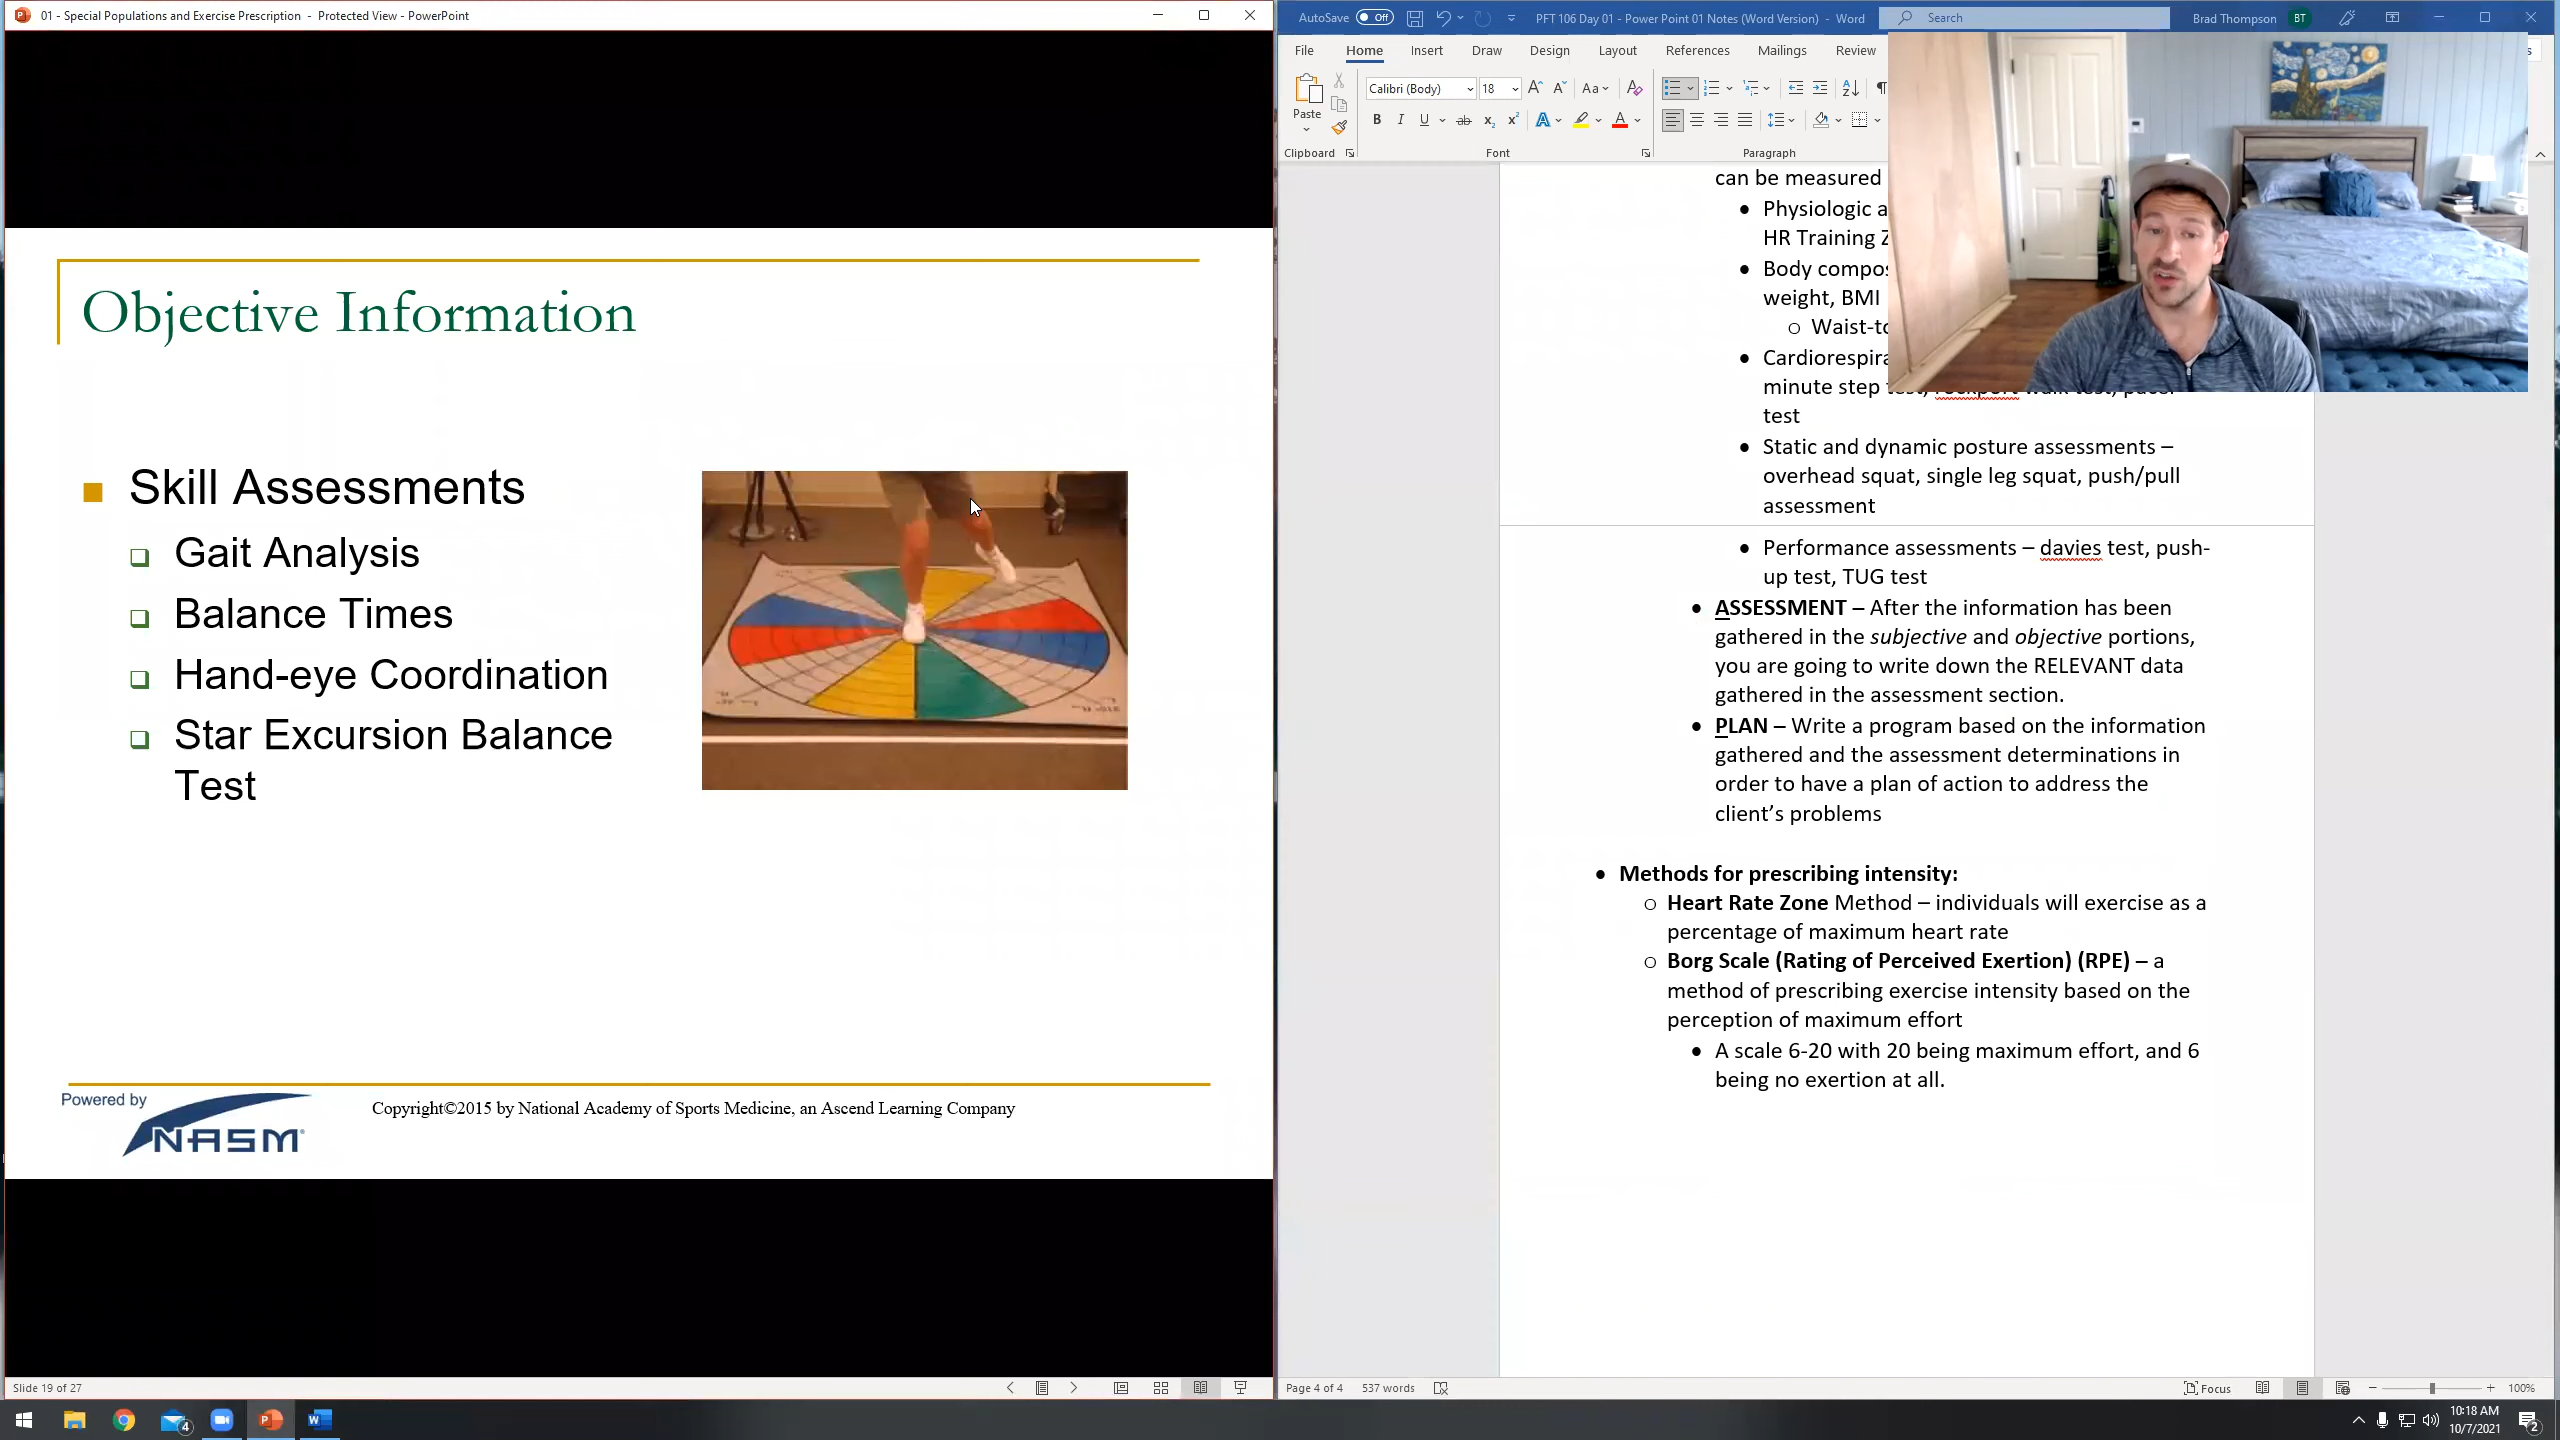 01 - Special Populations and Exercise Prescription - Protected View - PowerPoint
Objective Information
Skill Assessments
Gait Analysis
Balance Times
Hand-eye Coordination
Star Excursion Balance
Test
Powered by
NASM
Copyright©2015 by National Academy of Sports Medicine, an Ascend Learning Company
Slide 19 of 27
AutoSave Off
PFT 106 Day 01 - Power Point 01 Notes (Word Version) - Word
Search
Brad Thompson BT
File Home Insert Draw Design Layout References Mailings Review
Paste
Calibri (Body) 18
Clipboard Font Paragraph
can be measured
Physiologic a
HR Training Z
Body compos
weight, BMI
o Waist-to
Cardiorespira
minute step test, rockport walk test, pacer
test
Static and dynamic posture assessments –
overhead squat, single leg squat, push/pull
assessment
Performance assessments – davies test, push-
up test, TUG test
ASSESSMENT – After the information has been
gathered in the subjective and objective portions,
you are going to write down the RELEVANT data
gathered in the assessment section.
PLAN – Write a program based on the information
gathered and the assessment determinations in
order to have a plan of action to address the
client’s problems
Methods for prescribing intensity:
o Heart Rate Zone Method – individuals will exercise as a
percentage of maximum heart rate
o Borg Scale (Rating of Perceived Exertion) (RPE) – a
method of prescribing exercise intensity based on the
perception of maximum effort
A scale 6-20 with 20 being maximum effort, and 6
being no exertion at all.
Page 4 of 4 537 words
Focus
100%
4
10:18 AM
10/7/2021
2